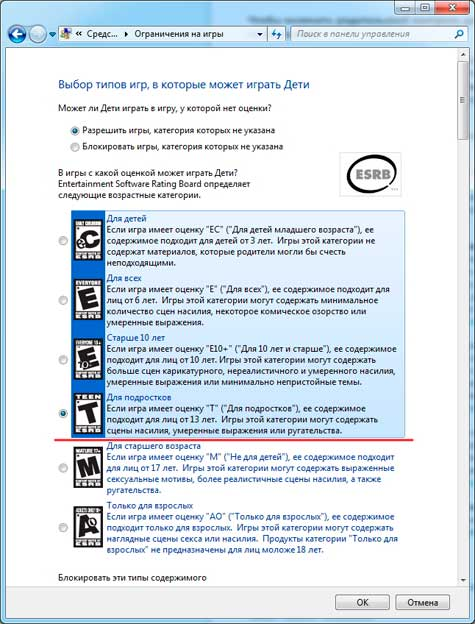 Средс...
Ограничения на игры
Поиск в панели управления
Выбор типов игр, в которые может играть Дети
Может ли Дети играть в игру, у которой нет оценки?
Разрешить игры, категория которых не указана
Блокировать игры, категория которых не указана
В игры с какой оценкой может играть Дети?
Entertainment Software Rating Board определяет
следующие возрастные категории.
ESRB
Для детей
Если игра имеет оценку "EC" ("Для детей младшего возраста"), ее
содержимое подходит для детей от 3 лет. Игры этой категории не
содержат материалов, которые родители могли бы счесть
неподходящими.
eC
ESRB
Для всех
Если игра имеет оценку "E" ("Для всех"), ее содержимое подходит для
лиц от 6 лет. Игры этой категории могут содержать минимальное
количество сцен насилия, некоторое комическое озорство или
умеренные выражения.
EVERYONE
E
ESRB
Старше 10 лет
Если игра имеет оценку "E10+" ("Для 10 лет и старше"), ее содержимое
подходит для лиц от 10 лет. Игры этой категории могут содержать
больше сцен карикатурного, нереалистичного и умеренного насилия,
умеренные выражения или минимально непристойные темы.
EVERYONE 10+
E
ESRB
Для подростков
Если игра имеет оценку "T" ("Для подростков"), ее содержимое
подходит для лиц от 13 лет. Игры этой категории могут содержать
сцены насилия, умеренные выражения или ругательства.
TEEN
T
ESRB
Для старшего возраста
Если игра имеет оценку "M" ("Не для детей"), ее содержимое подходит
для лиц от 17 лет. Игры этой категории могут содержать выраженные
сексуальные мотивы, более реалистичные сцены насилия, а также
ругательства.
M
ESRB
Только для взрослых
Если игра имеет оценку "AO" ("Только для взрослых"), ее содержимое
подходит только для взрослых. Игры этой категории могут содержать
наглядные сцены секса или насилия. Продукты категории "Только для
взрослых" не предназначены для лиц моложе 18 лет.
Ao
ESRB
Блокировать эти типы содержимого
OK
Отмена